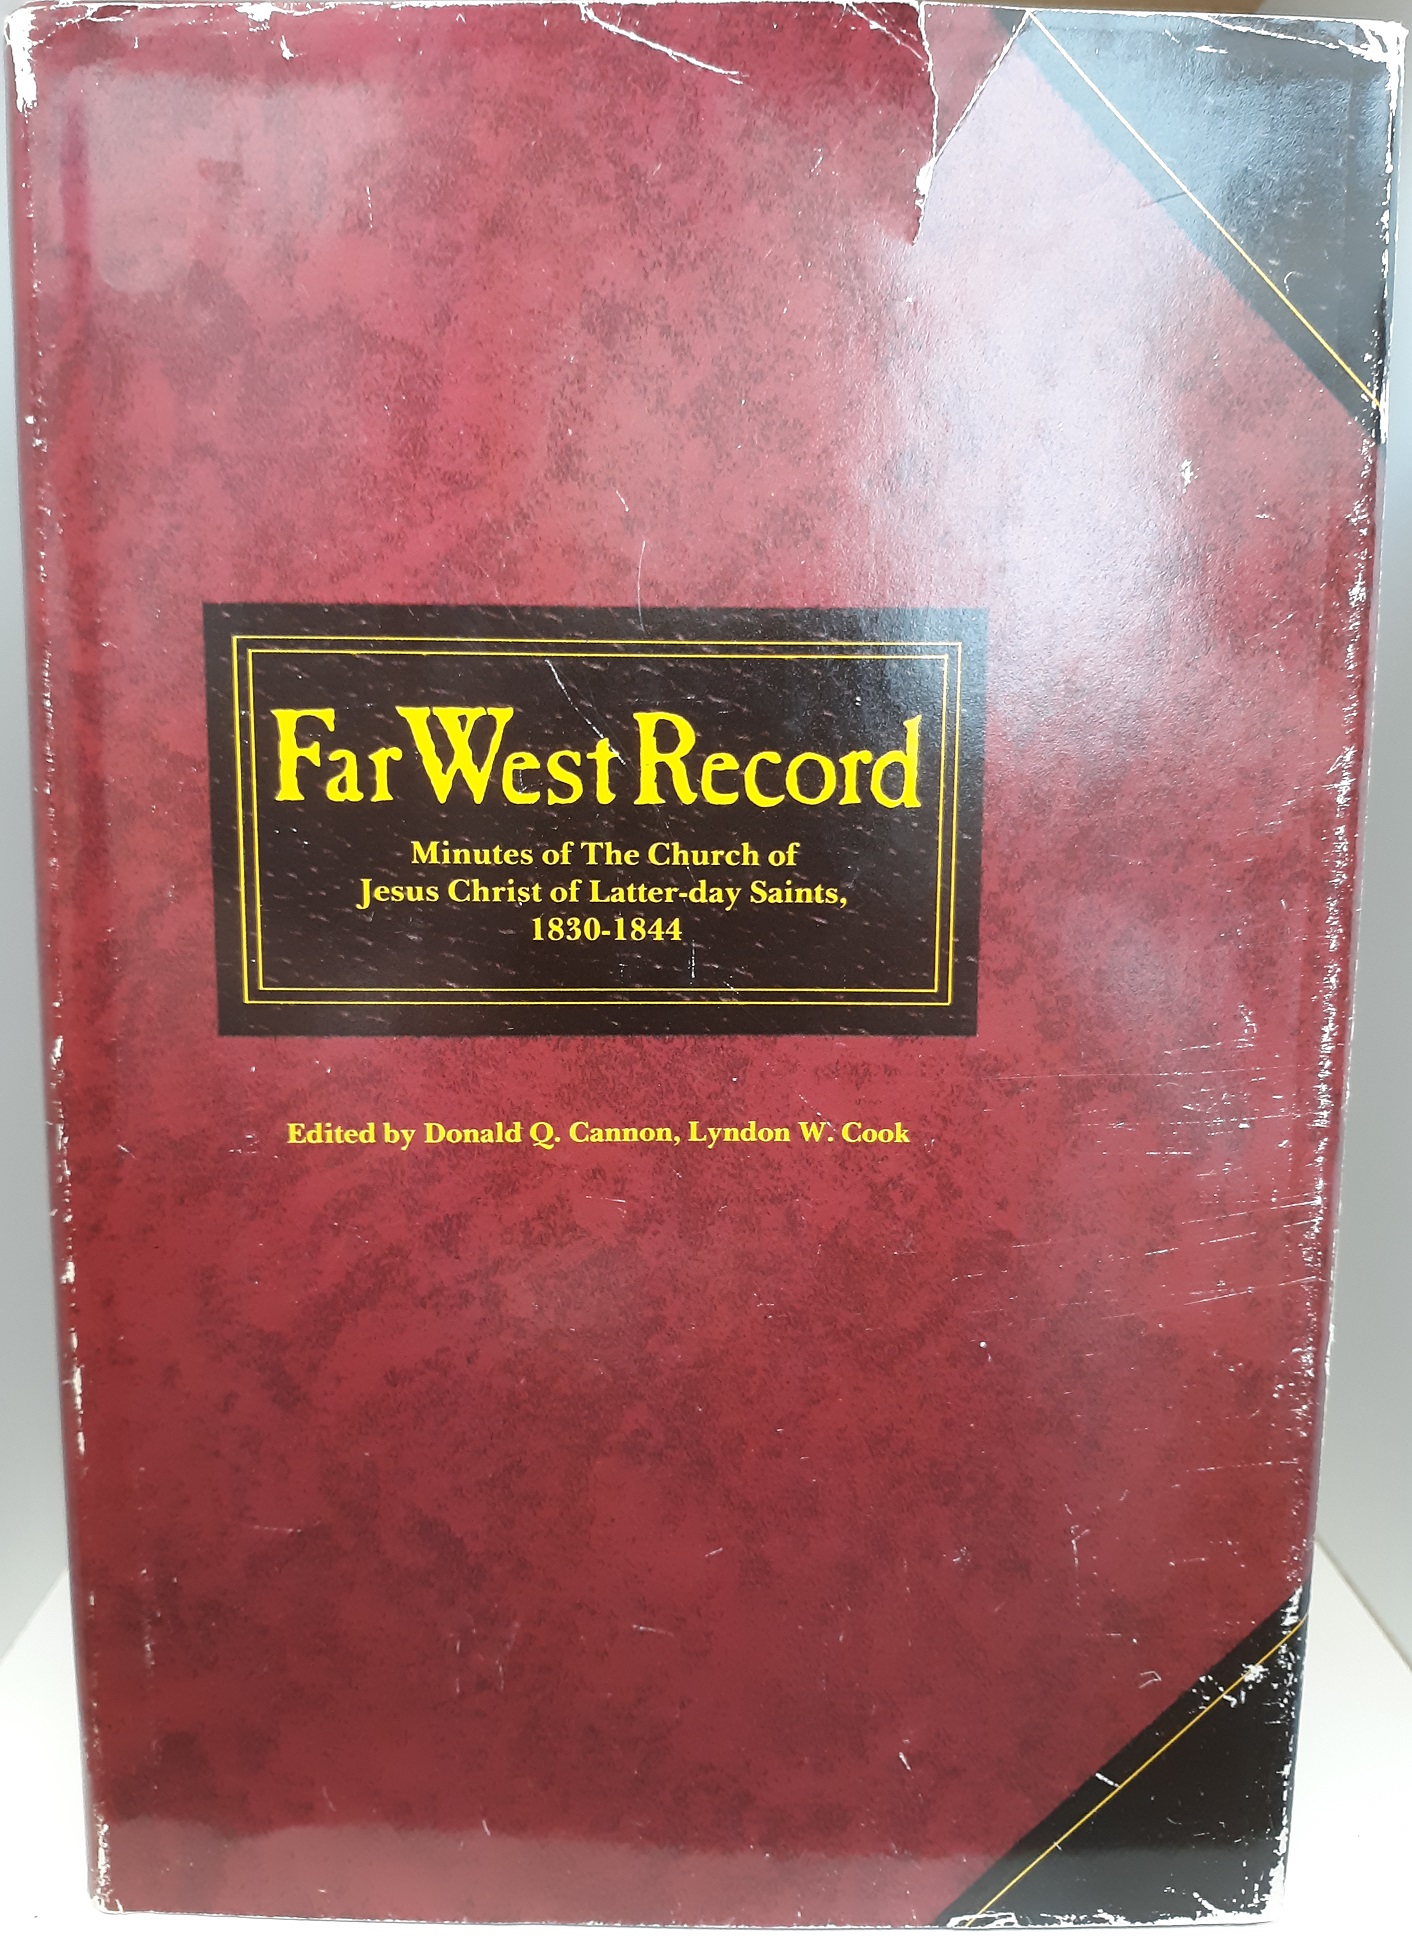 Far West Record
Minutes of The Church of
Jesus Christ of Latter-day Saints,
1830-1844
Edited by Donald Q. Cannon, Lyndon W. Cook